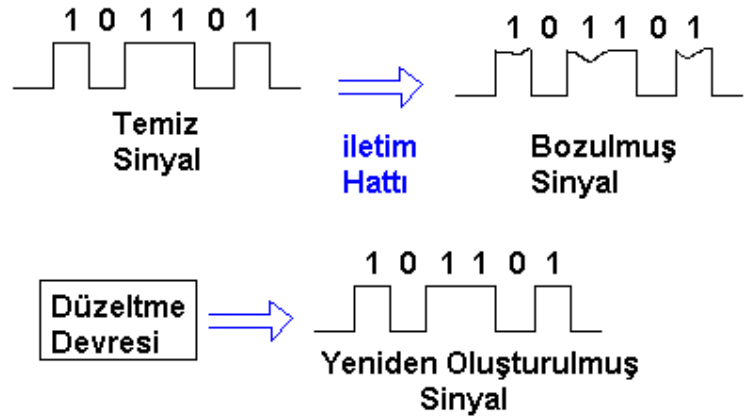 1 0 1 1 0 1
Temiz
Sinyal
iletim
Hattı
1 0 1 1 0 1
Bozulmuş
Sinyal
Düzeltme
Devresi
1 0 1 1 0 1
Yeniden Oluşturulmuş
Sinyal